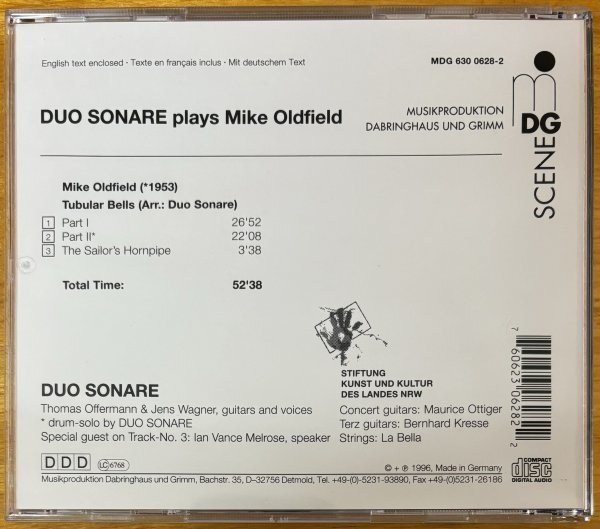 English text enclosed · Texte en français inclus · Mit deutschem Text
MDG 630 0628-2
DUO SONARE plays Mike Oldfield
MUSIKPRODUKTION
DABRINGHAUS UND GRIMM
m
DG
SCENE
Mike Oldfield (*1953)
Tubular Bells (Arr.: Duo Sonare)
1 Part I 26'52
2 Part II* 22'08
3 The Sailor's Hornpipe 3'38
Total Time: 52'38
STIFTUNG
KUNST UND KULTUR
DES LANDES NRW
DUO SONARE
Thomas Offermann & Jens Wagner, guitars and voices
* drum-solo by DUO SONARE
Special guest on Track-No. 3: Ian Vance Melrose, speaker
Concert guitars: Maurice Ottiger
Terz guitars: Bernhard Kresse
Strings: La Bella
7 60623 06282 2
DDD
LC 6768
© + ℗ 1996, Made in Germany
COMPACT
disc
DIGITAL AUDIO
Musikproduktion Dabringhaus und Grimm, Bachstr. 35, D–32756 Detmold, Tel. +49-(0)-5231-93890, Fax +49-(0)-5231-26186